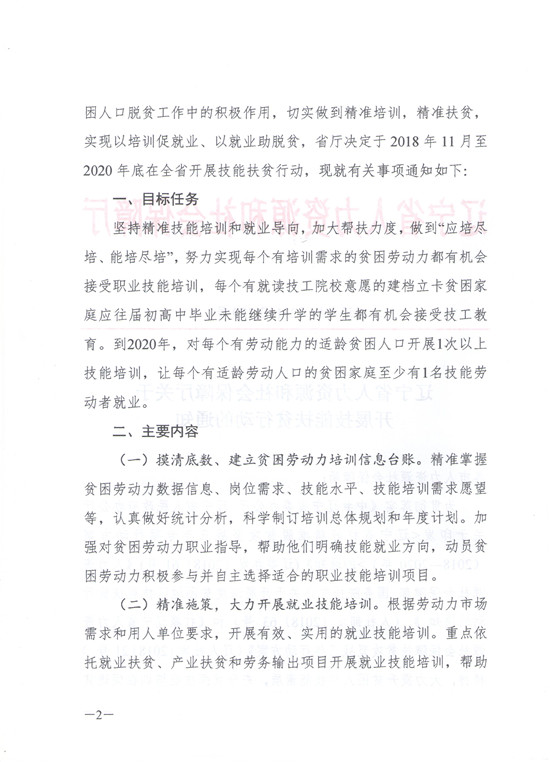 困人口脱贫工作中的积极作用，切实做到精准培训，精准扶贫，
实现以培训促就业、以就业助脱贫，省厅决定于 2018 年 11 月至
2020 年底在全省开展技能扶贫行动，现就有关事项通知如下：
一、目标任务
坚持精准技能培训和就业导向，加大帮扶力度，做到“应培尽
培、能培尽培”，努力实现每个有培训需求的贫困劳动力都有机会
接受职业技能培训，每个有就读技工院校意愿的建档立卡贫困家
庭应往届初高中毕业未能继续升学的学生都有机会接受技工教
育。到2020年，对每个有劳动能力的适龄贫困人口开展1次以上
技能培训，让每个有适龄劳动人口的贫困家庭至少有1名技能劳
动者就业。
二、主要内容
（一）摸清底数、建立贫困劳动力培训信息台账。精准掌握
贫困劳动力数据信息、岗位需求、技能水平、技能培训需求愿望
等，认真做好统计分析，科学制订培训总体规划和年度计划。加
强对贫困劳动力职业指导，帮助他们明确技能就业方向，动员贫
困劳动力积极参与并自主选择适合的职业技能培训项目。
（二）精准施策，大力开展就业技能培训。根据劳动力市场
需求和用人单位要求，开展有效、实用的就业技能培训。重点依
托就业扶贫、产业扶贫和劳务输出项目开展就业技能培训，帮助
—2—